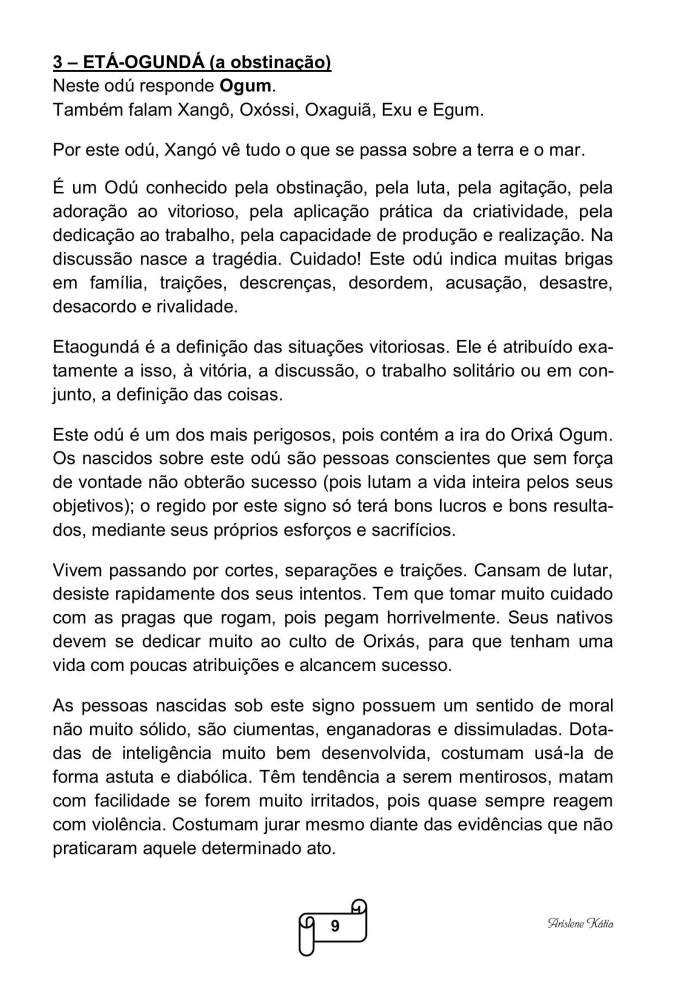 3 – ETÁ-OGUNDÁ (a obstinação)
Neste odú responde Ogum.
Também falam Xangô, Oxóssi, Oxaguiã, Exu e Egum.
Por este odú, Xangó vê tudo o que se passa sobre a terra e o mar.
É um Odú conhecido pela obstinação, pela luta, pela agitação, pela
adoração ao vitorioso, pela aplicação prática da criatividade, pela
dedicação ao trabalho, pela capacidade de produção e realização. Na
discussão nasce a tragédia. Cuidado! Este odú indica muitas brigas
em família, traições, descrenças, desordem, acusação, desastre,
desacordo e rivalidade.
Etaogundá é a definição das situações vitoriosas. Ele é atribuído exa-
tamente a isso, à vitória, a discussão, o trabalho solitário ou em con-
junto, a definição das coisas.
Este odú é um dos mais perigosos, pois contém a ira do Orixá Ogum.
Os nascidos sobre este odú são pessoas conscientes que sem força
de vontade não obterão sucesso (pois lutam a vida inteira pelos seus
objetivos); o regido por este signo só terá bons lucros e bons resulta-
dos, mediante seus próprios esforços e sacrifícios.
Vivem passando por cortes, separações e traições. Cansam de lutar,
desiste rapidamente dos seus intentos. Tem que tomar muito cuidado
com as pragas que rogam, pois pegam horrivelmente. Seus nativos
devem se dedicar muito ao culto de Orixás, para que tenham uma
vida com poucas atribuições e alcancem sucesso.
As pessoas nascidas sob este signo possuem um sentido de moral
não muito sólido, são ciumentas, enganadoras e dissimuladas. Dota-
das de inteligência muito bem desenvolvida, costumam usá-la de
forma astuta e diabólica. Têm tendência a serem mentirosos, matam
com facilidade se forem muito irritados, pois quase sempre reagem
com violência. Costumam jurar mesmo diante das evidências que não
praticaram aquele determinado ato.
9
Arislene Kátia